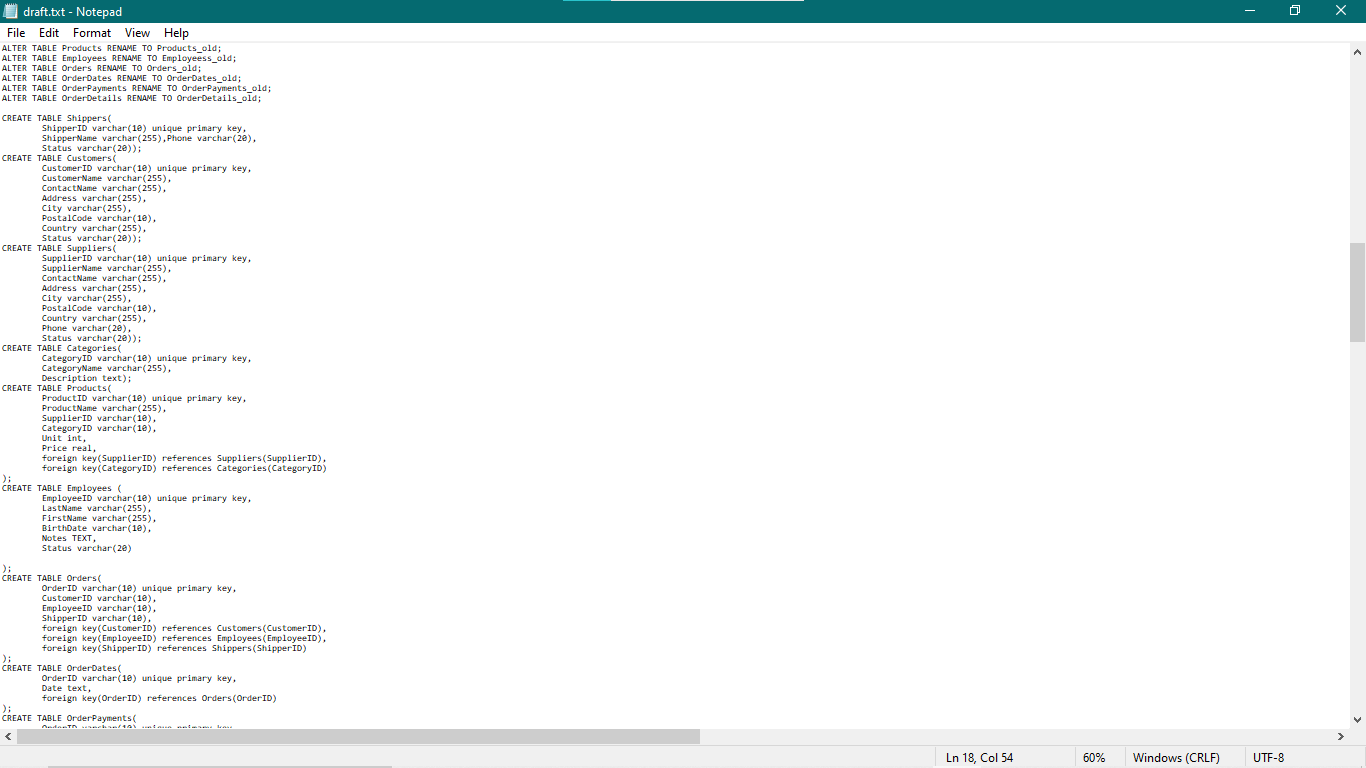 draft.txt - Notepad
File Edit Format View Help
ALTER TABLE Products RENAME TO Products_old;
ALTER TABLE Employees RENAME TO Employeess_old;
ALTER TABLE Orders RENAME TO Orders_old;
ALTER TABLE OrderDates RENAME TO OrderDates_old;
ALTER TABLE OrderPayments RENAME TO OrderPayments_old;
ALTER TABLE OrderDetails RENAME TO OrderDetails_old;
CREATE TABLE Shippers(
ShipperID varchar(10) unique primary key,
ShipperName varchar(255),Phone varchar(20),
Status varchar(20));
CREATE TABLE Customers(
CustomerID varchar(10) unique primary key,
CustomerName varchar(255),
ContactName varchar(255),
Address varchar(255),
City varchar(255),
PostalCode varchar(10),
Country varchar(255),
Status varchar(20));
CREATE TABLE Suppliers(
SupplierID varchar(10) unique primary key,
SupplierName varchar(255),
ContactName varchar(255),
Address varchar(255),
City varchar(255),
PostalCode varchar(10),
Country varchar(255),
Phone varchar(20),
Status varchar(20));
CREATE TABLE Categories(
CategoryID varchar(10) unique primary key,
CategoryName varchar(255),
Description text);
CREATE TABLE Products(
ProductID varchar(10) unique primary key,
ProductName varchar(255),
SupplierID varchar(10),
CategoryID varchar(10),
Unit int,
Price real,
foreign key(SupplierID) references Suppliers(SupplierID),
foreign key(CategoryID) references Categories(CategoryID)
);
CREATE TABLE Employees (
EmployeeID varchar(10) unique primary key,
LastName varchar(255),
FirstName varchar(255),
BirthDate varchar(10),
Notes TEXT,
Status varchar(20)
);
CREATE TABLE Orders(
OrderID varchar(10) unique primary key,
CustomerID varchar(10),
EmployeeID varchar(10),
ShipperID varchar(10),
foreign key(CustomerID) references Customers(CustomerID),
foreign key(EmployeeID) references Employees(EmployeeID),
foreign key(ShipperID) references Shippers(ShipperID)
);
CREATE TABLE OrderDates(
OrderID varchar(10) unique primary key,
Date text,
foreign key(OrderID) references Orders(OrderID)
);
CREATE TABLE OrderPayments(
OrderID varchar(10) unique primary key,
Ln 18, Col 54 60% Windows (CRLF) UTF-8